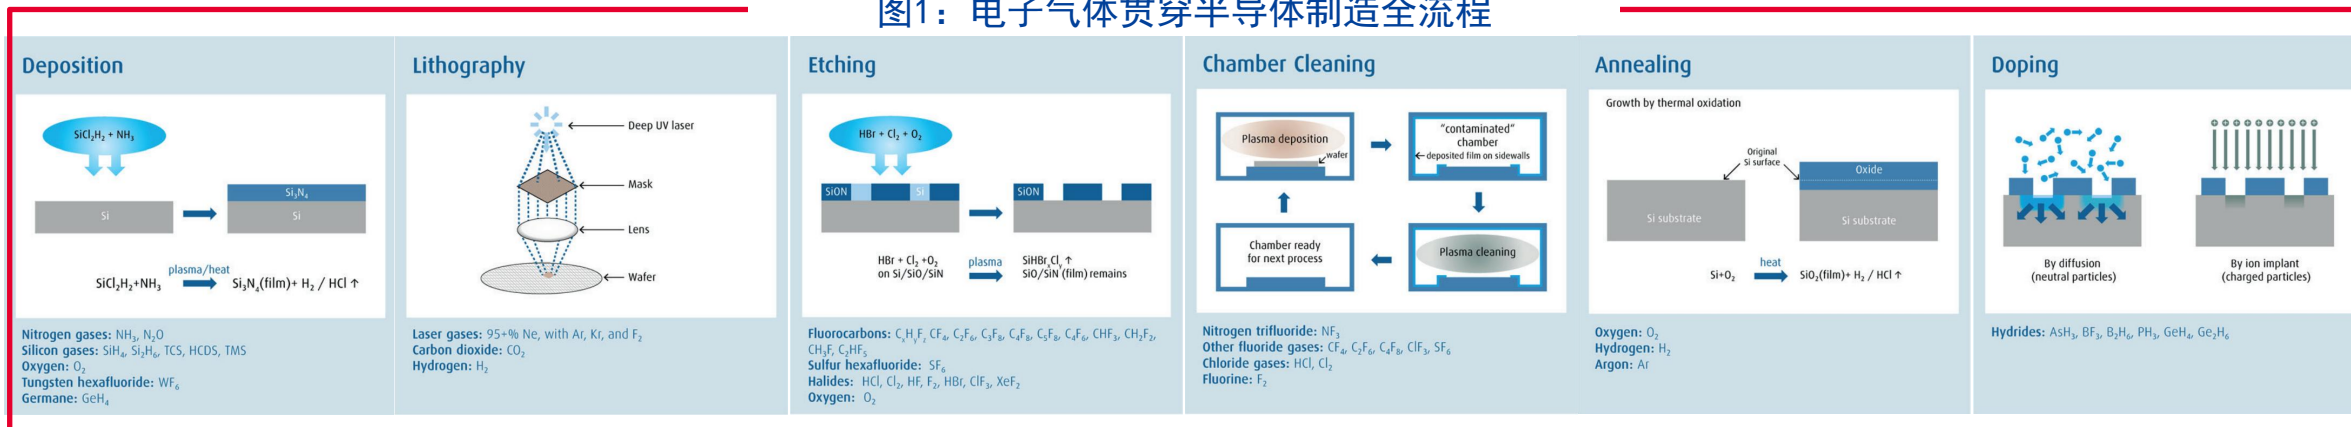 图1：电子气体贯穿半导体制造全流程
Deposition
SiCl₂H₂ + NH₃
Si₃N₄
Si
Si
plasma/heat
SiCl₂H₂+NH₃
Si₃N₄(film)+ H₂ / HCl ↑
Nitrogen gases: NH₃, N₂O
Silicon gases: SiH₄, Si₂H₆, TCS, HCDS, TMS
Oxygen: O₂
Tungsten hexafluoride: WF₆
Germane: GeH₄
Lithography
Deep UV laser
Mask
Lens
Wafer
Laser gases: 95+% Ne, with Ar, Kr, and F₂
Carbon dioxide: CO₂
Hydrogen: H₂
Etching
HBr + Cl₂ + O₂
SiON
Si
SiON
HBr + Cl₂ +O₂
on Si/SiO/SiN
plasma
SiHBrₓClᵧ ↑
SiO/SiN (film) remains
Fluorocarbons: CₓHᵧF_z CF₄, C₂F₆, C₃F₈, C₄F₈, C₅F₈, C₄F₆, CHF₃, CH₂F₂,
CH₃F, C₂HF₅
Sulfur hexafluoride: SF₆
Halides: HCl, Cl₂, HF, F₂, HBr, ClF₃, XeF₂
Oxygen: O₂
Chamber Cleaning
Plasma deposition
wafer
"contaminated"
chamber
deposited film on sidewalls
Chamber ready
for next process
Plasma cleaning
Nitrogen trifluoride: NF₃
Other fluoride gases: CF₄, C₂F₆, C₄F₈, ClF₃, SF₆
Chloride gases: HCl, Cl₂
Fluorine: F₂
Annealing
Growth by thermal oxidation
Original
Si surface
Oxide
Si substrate
Si substrate
heat
Si+O₂
SiO₂(film)+ H₂ / HCl ↑
Oxygen: O₂
Hydrogen: H₂
Argon: Ar
Doping
By diffusion
(neutral particles)
By ion implant
(charged particles)
Hydrides: AsH₃, BF₃, B₂H₆, PH₃, GeH₄, Ge₂H₆